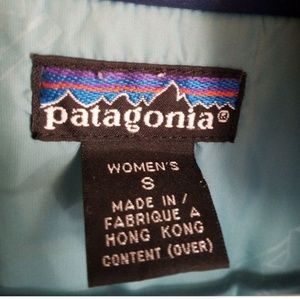 patagonia®
WOMEN'S
S
MADE IN /
FABRIQUE A
HONG KONG
CONTENT (OVER)